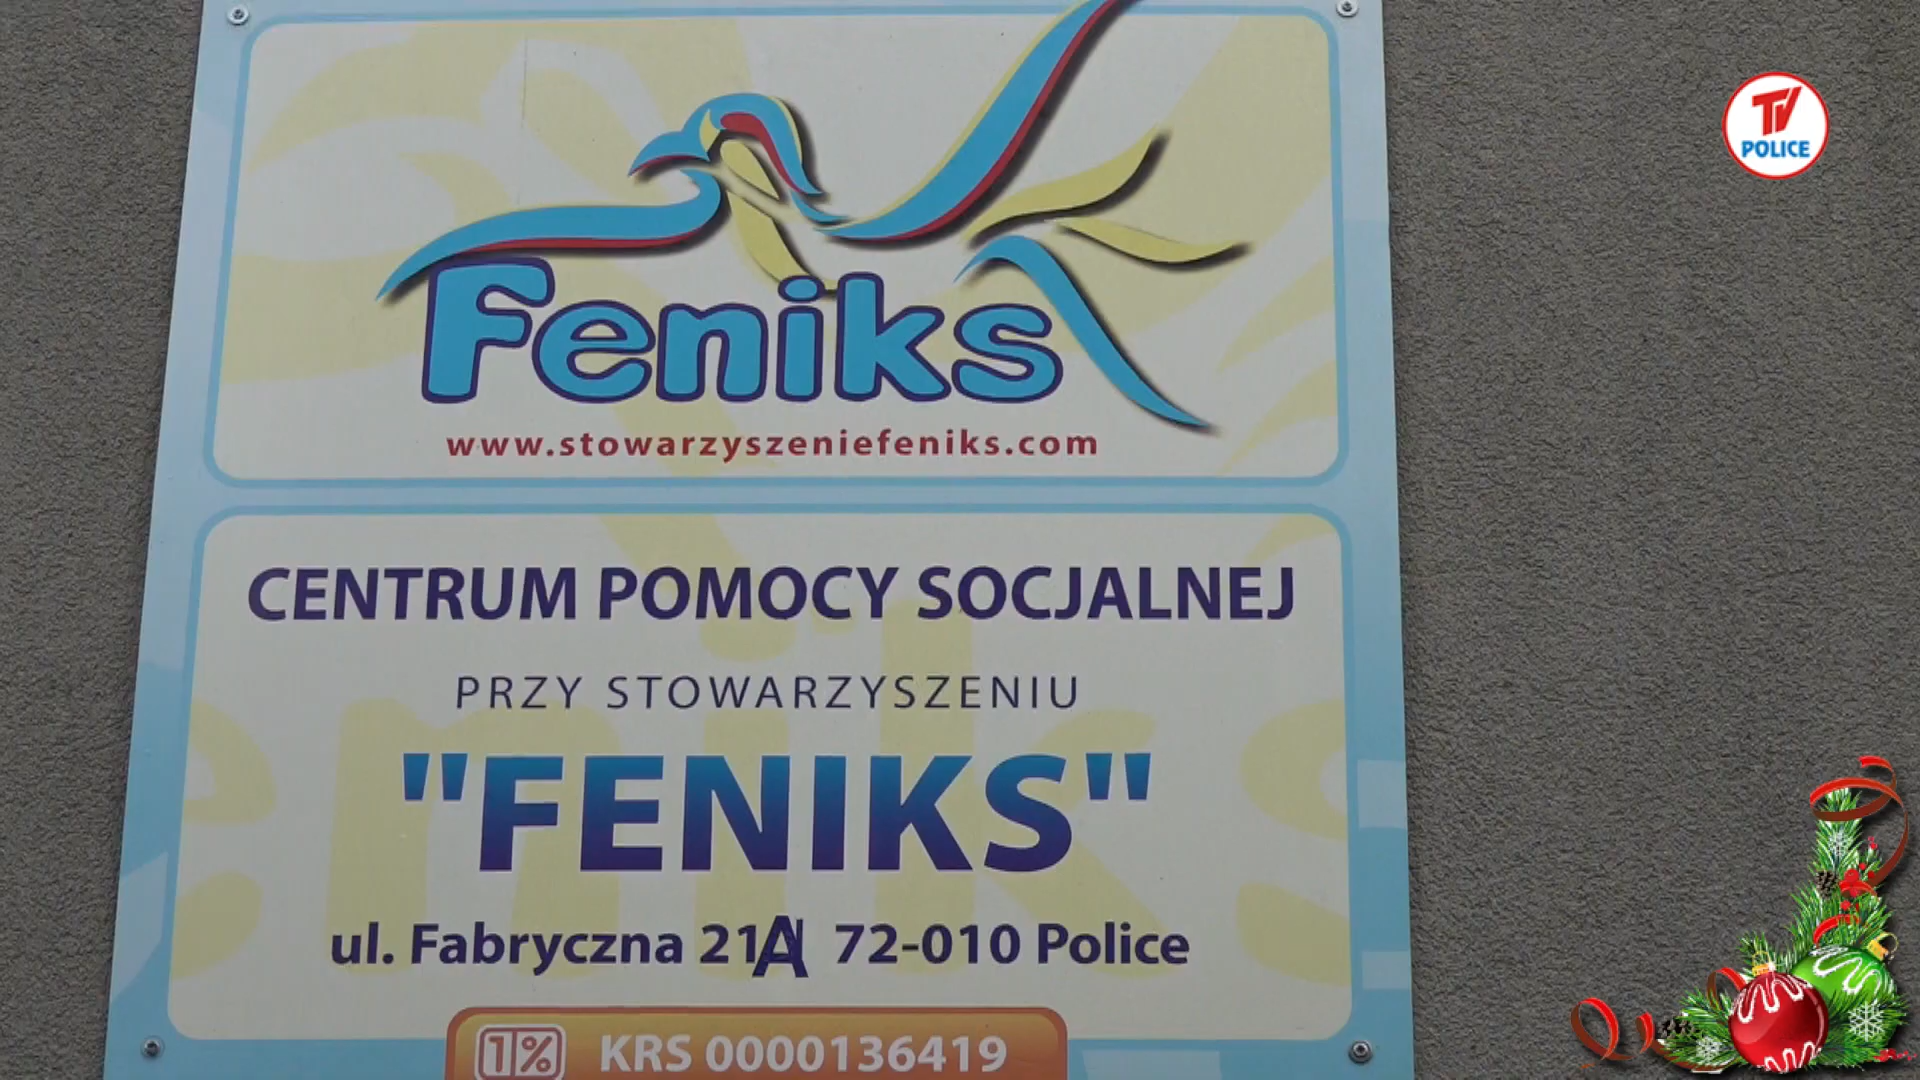 TV
POLICE
Feniks
www.stowarzyszeniefeniks.com
CENTRUM POMOCY SOCJALNEJ
PRZY STOWARZYSZENIU
"FENIKS"
ul. Fabryczna 21A 72-010 Police
1% KRS 0000136419